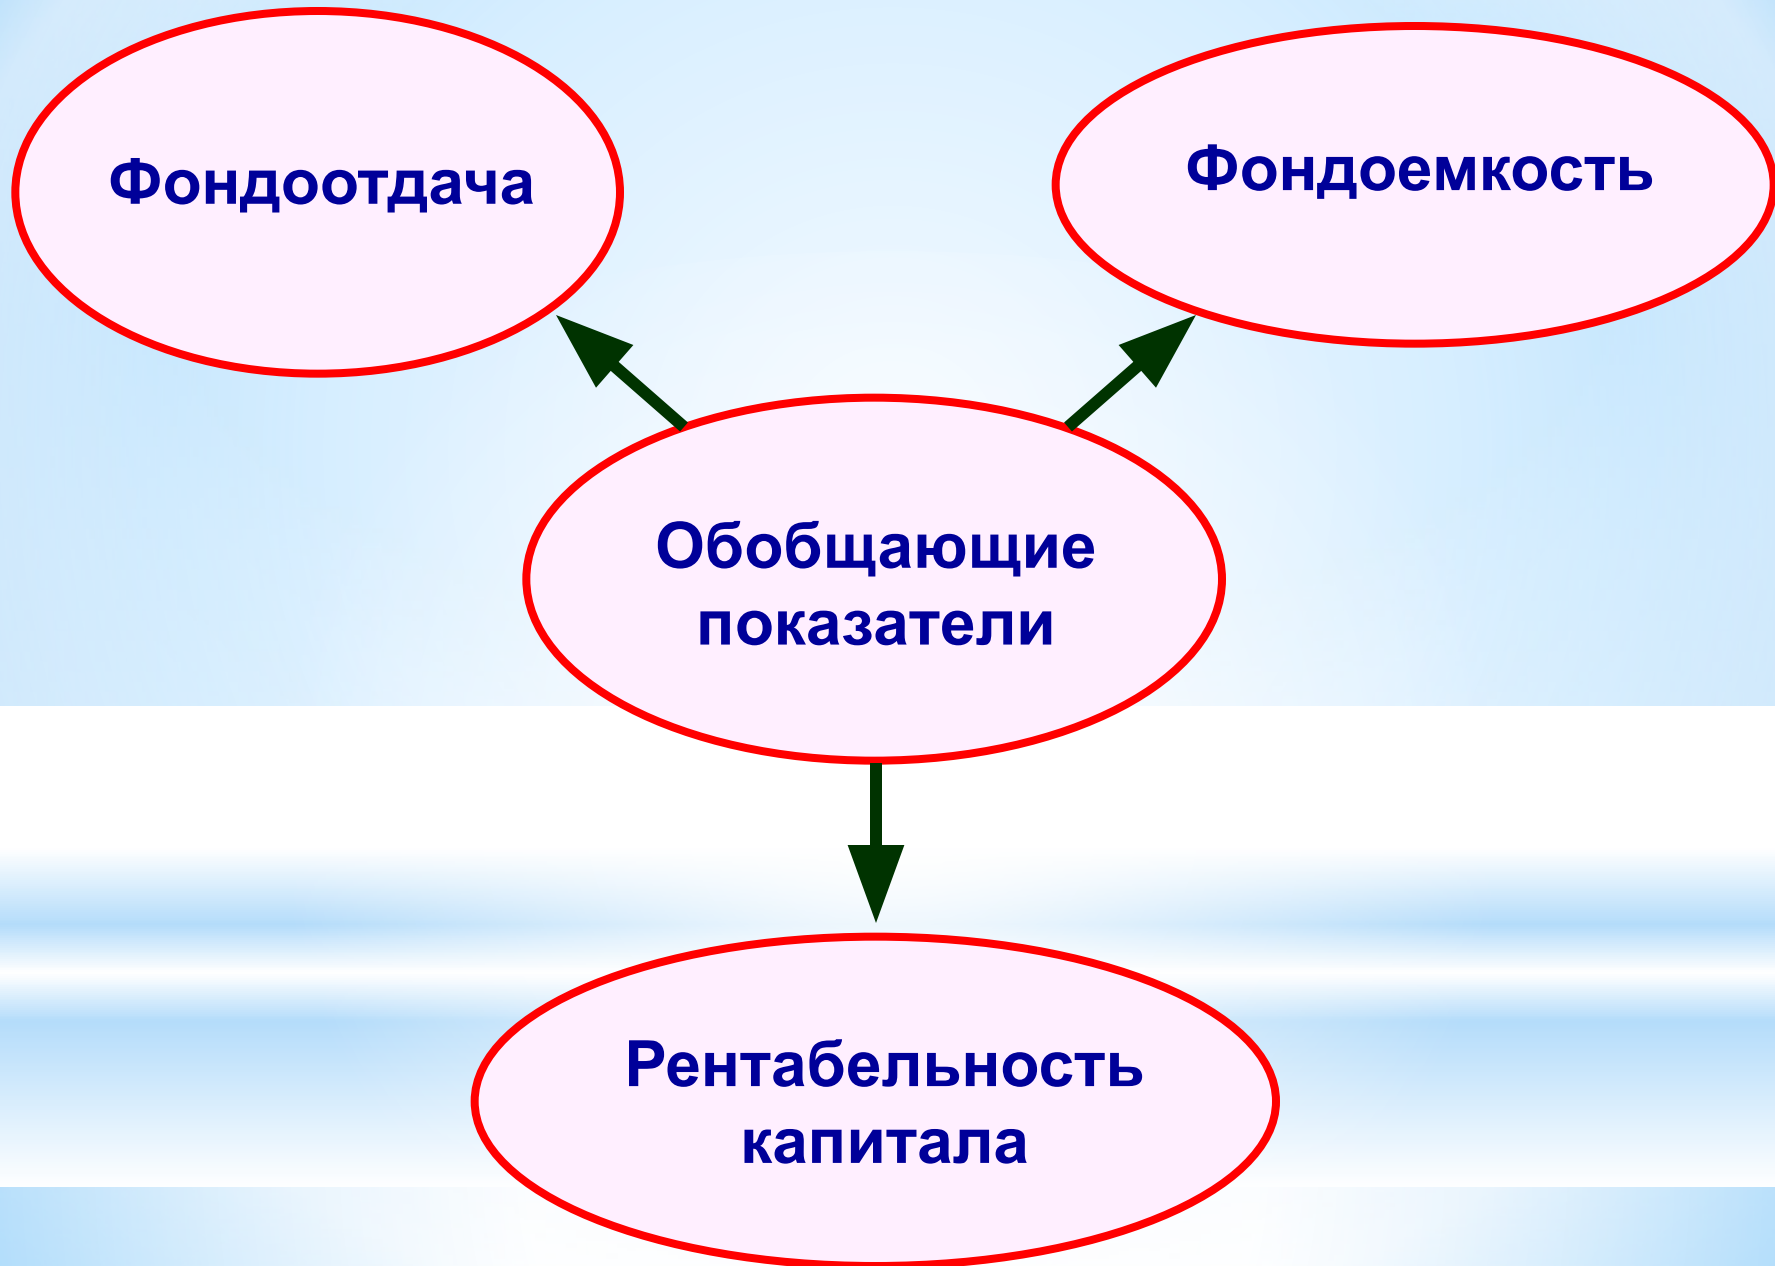 Фондоотдача
Фондоемкость
Обобщающие
показатели
Рентабельность
капитала